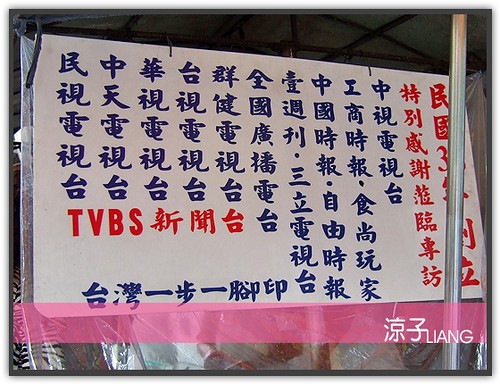 民國3
創立
特別感謝蒞臨專訪
中視電視台
工商時報·食尚玩家
中國時報·自由時報
壹週刊·三立電視台
全國廣播電台
群健電視台
台視電視台
華視電視台
中天電視台
民視電視台
TVBS新聞台
台灣一步一腳印
涼子LIANG